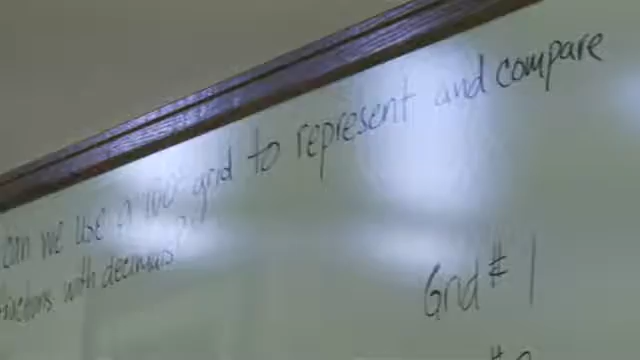 can we use a 100 grid to represent and compare
fractions with decimals?
Grid # 1